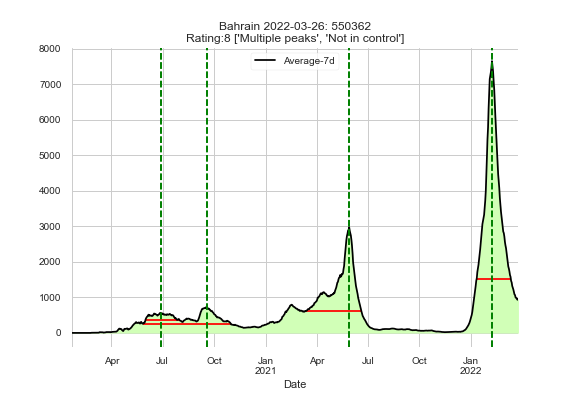 Bahrain 2022-03-26: 550362
Rating:8 ['Multiple peaks', 'Not in control']
Average-7d
8000
7000
6000
5000
4000
3000
2000
1000
0
Apr Jul Oct Jan Apr Jul Oct Jan
2021 2022
Date